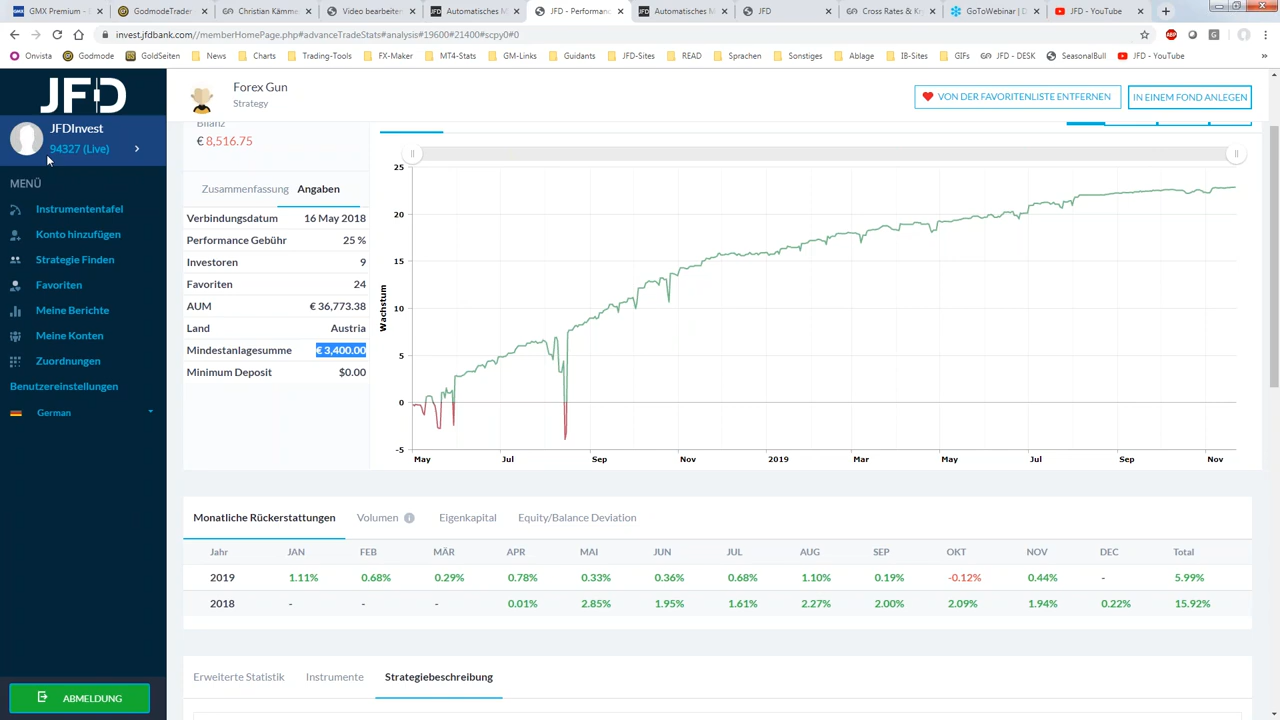 GMX Premium - E
GodmodeTrader
Christian Kämme
Video bearbeiten
Automatisches M
JFD - Performanc
Automatisches M
JFD
Cross Rates & Kr
GoToWebinar | D
JFD - YouTube
invest.jfdbank.com//memberHomePage.php#advanceTradeStats#analysis#19600#21400#scpy0#0
Onvista
Godmode
GoldSeiten
News
Charts
Trading-Tools
FX-Maker
MT4-Stats
GM-Links
Guidants
JFD-Sites
READ
Sprachen
Sonstiges
Ablage
IB-Sites
GIFs
JFD - DESK
SeasonalBull
JFD - YouTube
JFD
JFDInvest
94327 (Live)
MENÜ
Instrumententafel
Konto hinzufügen
Strategie Finden
Favoriten
Meine Berichte
Meine Konten
Zuordnungen
Benutzereinstellungen
German
ABMELDUNG
Forex Gun
Strategy
VON DER FAVORITENLISTE ENTFERNEN
IN EINEM FOND ANLEGEN
Bilanz
€ 8,516.75
Zusammenfassung Angaben
Verbindungsdatum 16 May 2018
Performance Gebühr 25 %
Investoren 9
Favoriten 24
AUM € 36,773.38
Land Austria
Mindestanlagesumme € 3,400.00
Minimum Deposit $0.00
Wachstum
25
20
15
10
5
0
-5
May Jul Sep Nov 2019 Mar May Jul Sep Nov
Monatliche Rückerstattungen Volumen Eigenkapital Equity/Balance Deviation
Jahr JAN FEB MÄR APR MAI JUN JUL AUG SEP OKT NOV DEC Total
2019 1.11% 0.68% 0.29% 0.78% 0.33% 0.36% 0.68% 1.10% 0.19% -0.12% 0.44% - 5.99%
2018 - - - 0.01% 2.85% 1.95% 1.61% 2.27% 2.00% 2.09% 1.94% 0.22% 15.92%
Erweiterte Statistik Instrumente Strategiebeschreibung